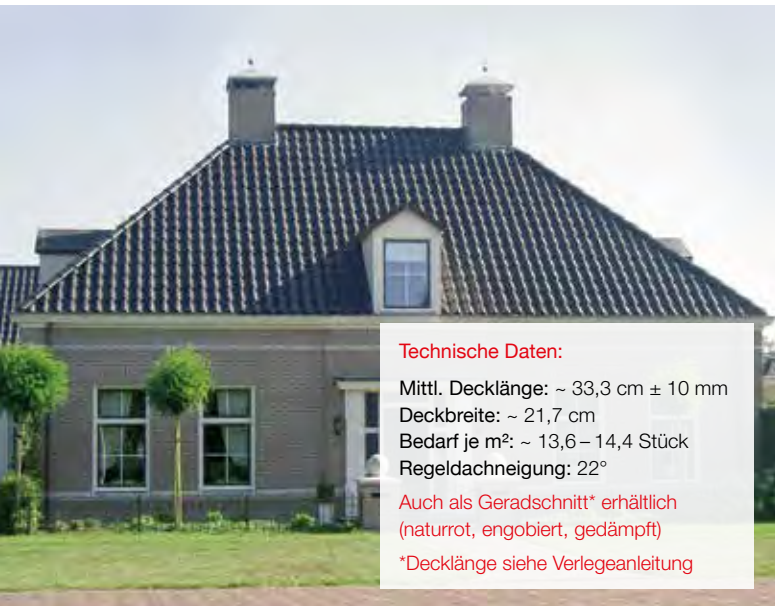 Technische Daten:
Mittl. Decklänge: ~ 33,3 cm ± 10 mm
Deckbreite: ~ 21,7 cm
Bedarf je m²: ~ 13,6 – 14,4 Stück
Regeldachneigung: 22°
Auch als Geradschnitt* erhältlich
(naturrot, engobiert, gedämpft)
*Decklänge siehe Verlegeanleitung